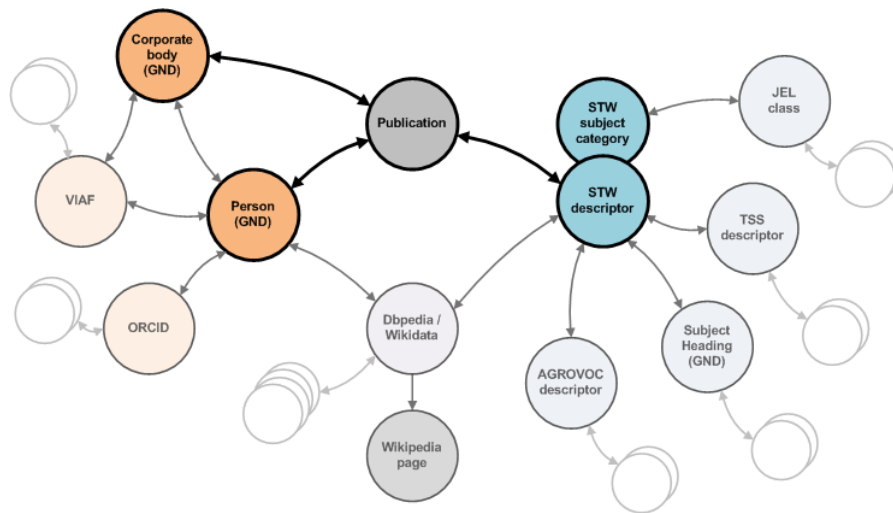 Corporate
body
(GND)
Publication
STW
subject
category
JEL
class
VIAF
Person
(GND)
STW
descriptor
TSS
descriptor
ORCID
Dbpedia /
Wikidata
Subject
Heading
(GND)
AGROVOC
descriptor
Wikipedia
page